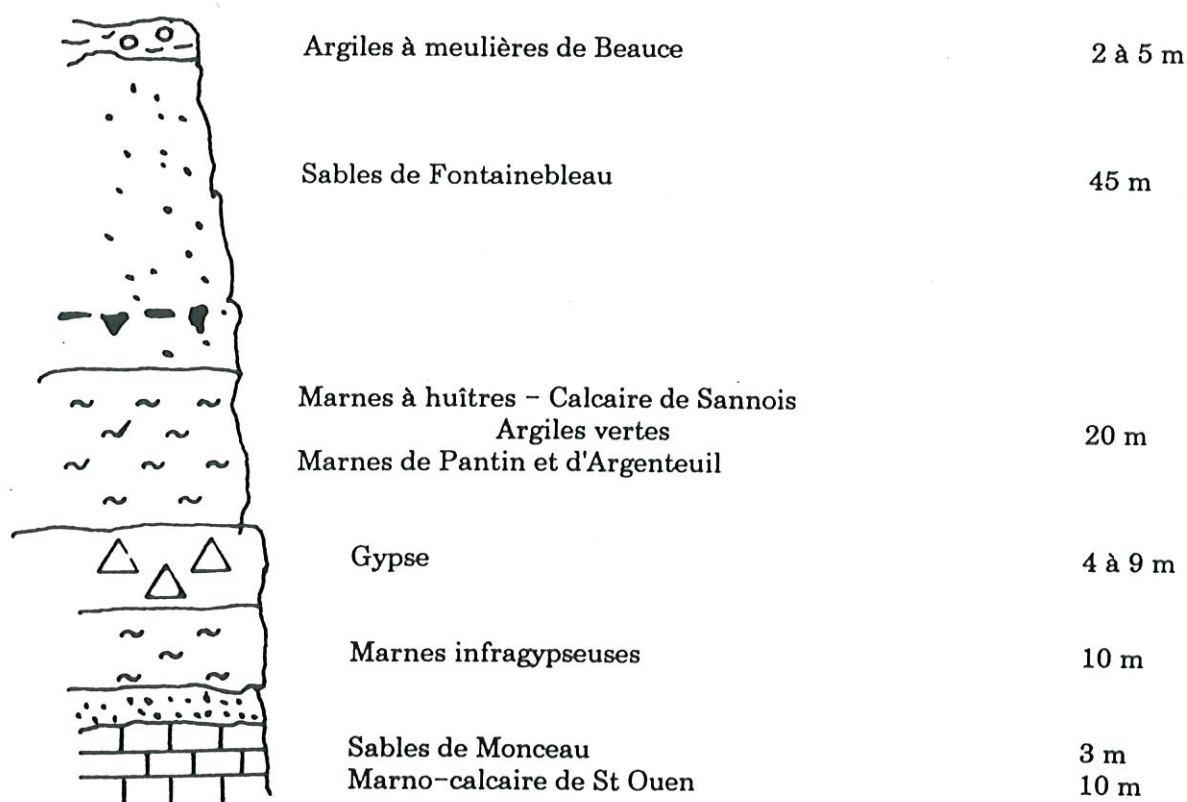 Argiles à meulières de Beauce 2 à 5 m
Sables de Fontainebleau 45 m
Marnes à huîtres - Calcaire de Sannois
Argiles vertes 20 m
Marnes de Pantin et d'Argenteuil
Gypse 4 à 9 m
Marnes infragypseuses 10 m
Sables de Monceau 3 m
Marno-calcaire de St Ouen 10 m